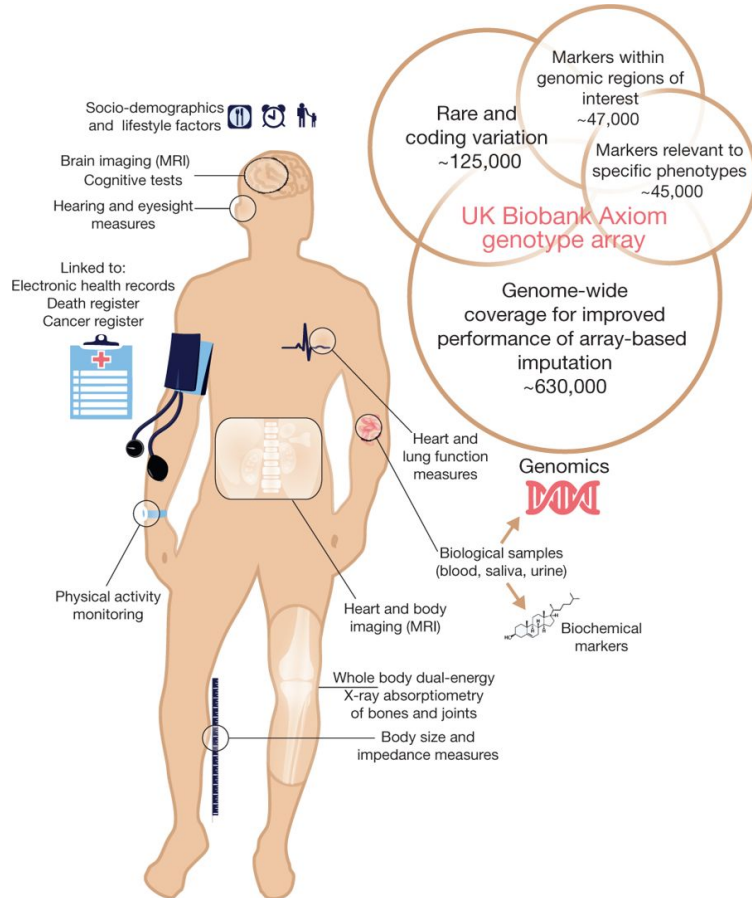 Socio-demographics
and lifestyle factors
Brain imaging (MRI)
Cognitive tests
Hearing and eyesight
measures
Linked to:
Electronic health records
Death register
Cancer register
Physical activity
monitoring
Markers within
genomic regions of
interest
~47,000
Rare and
coding variation
~125,000
Markers relevant to
specific phenotypes
~45,000
UK Biobank Axiom
genotype array
Genome-wide
coverage for improved
performance of array-based
imputation
~630,000
Heart and
lung function
measures
Genomics
Biological samples
(blood, saliva, urine)
Heart and body
imaging (MRI)
HO
H
H
H
H
Biochemical
markers
Whole body dual-energy
X-ray absorptiometry
of bones and joints
Body size and
impedance measures